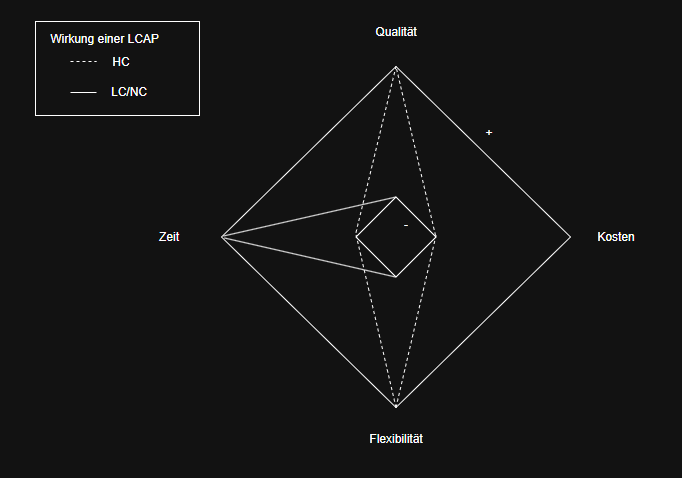 Wirkung einer LCAP
HC
LC/NC
Qualität
+
-
Zeit
Kosten
Flexibilität